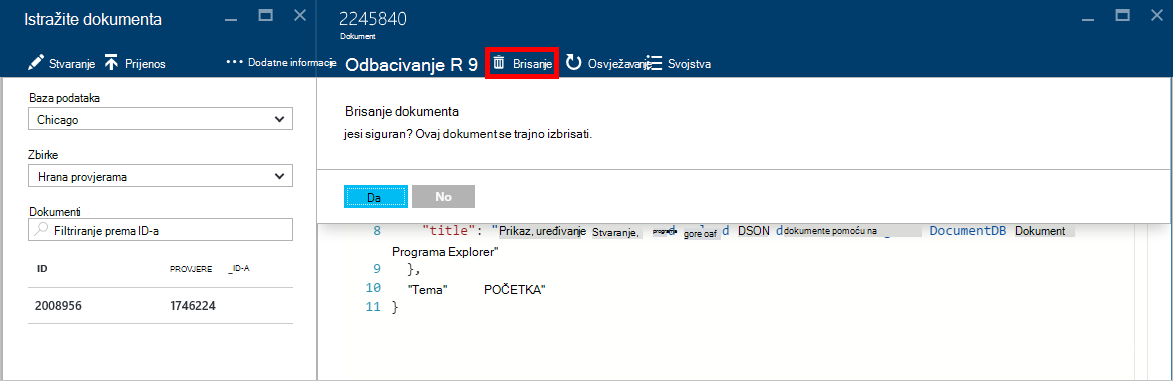 Istražite dokumenta
Stvaranje Prijenos ... Dodatne informacije
Baza podataka
Chicago
Zbirke
Hrana provjerama
Dokumenti
Filtriranje prema ID-a
ID PROVJERE _ID-A
2008956 1746224
2245840
Dokument
Odbacivanje R 9 Brisanje Osvježavanje Svojstva
Brisanje dokumenta
jesi siguran? Ovaj dokument se trajno izbrisati.
Da No
8 "title": "Prikaz, uređivanje Stvaranje, gore oaf d DSON d dokumente pomoću na _ DocumentDB Dokument
Programa Explorer"
9 },
10 "Tema" POČETKA"
11 }